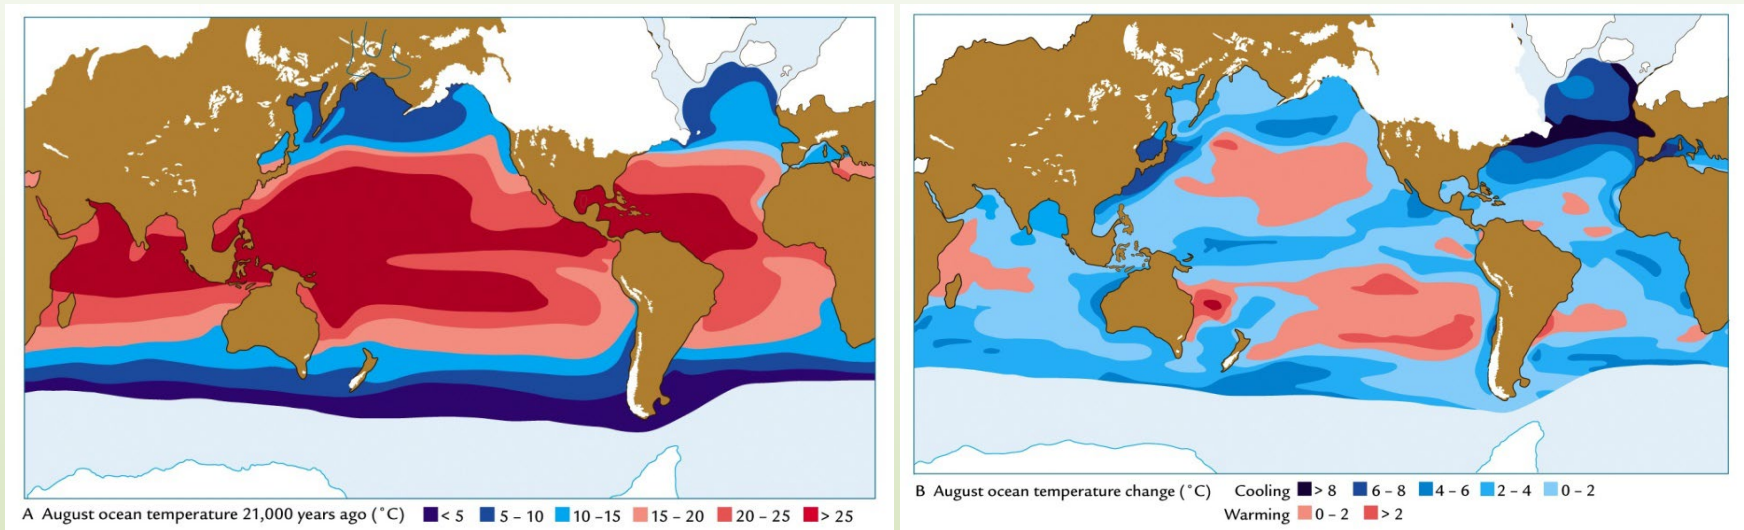 A August ocean temperature 21,000 years ago (°C) < 5 5 – 10 10 –15 15 – 20 20 – 25 > 25
B August ocean temperature change (°C) Cooling > 8 6 – 8 4 – 6 2 – 4 0 – 2
Warming 0 – 2 > 2